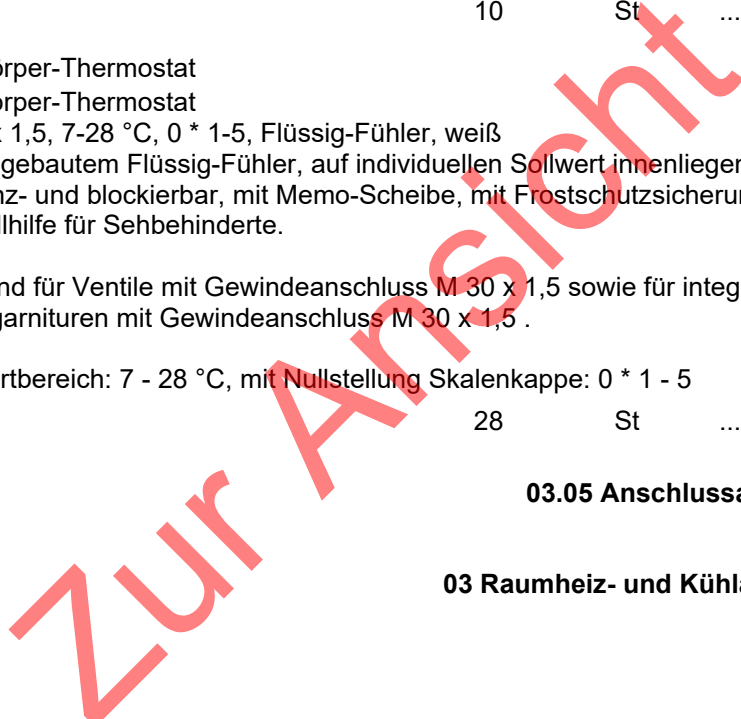 10 St ...
örper-Thermostat
örper-Thermostat
x 1,5, 7-28 °C, 0 * 1-5, Flüssig-Fühler, weiß
gebautem Flüssig-Fühler, auf individuellen Sollwert innenliegen
nz- und blockierbar, mit Memo-Scheibe, mit Frostschutzsicherun
llhilfe für Sehbehinderte.
nd für Ventile mit Gewindeanschluss M 30 x 1,5 sowie für integ
garnituren mit Gewindeanschluss M 30 x 1,5 .
rtbereich: 7 - 28 °C, mit Nullstellung Skalenkappe: 0 * 1 - 5
28 St ...
03.05 Anschlussa
03 Raumheiz- und Kühla
Zur Ansicht